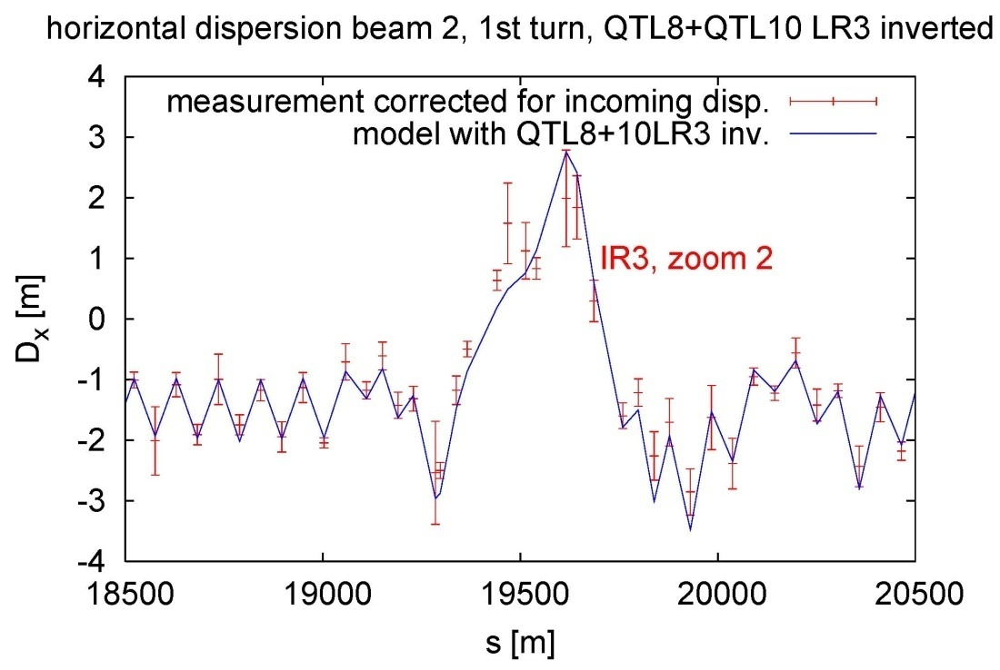 horizontal dispersion beam 2, 1st turn, QTL8+QTL10 LR3 inverted
4
measurement corrected for incoming disp.
3
model with QTL8+10LR3 inv.
2
1
IR3, zoom 2
0
D_x [m]
-1
-2
-3
-4
18500 19000 19500 20000 20500
s [m]